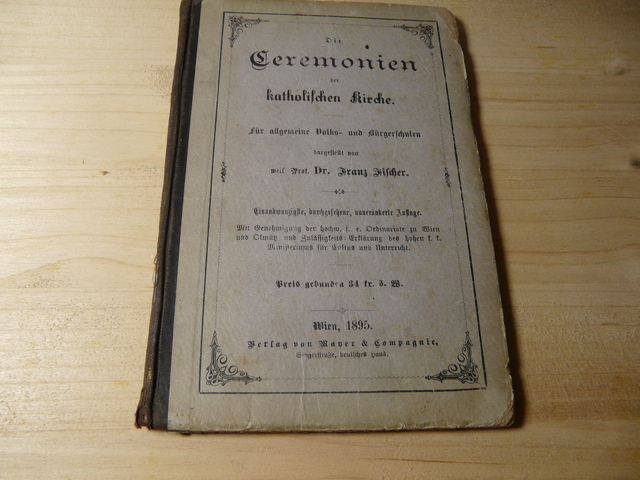 Die
Ceremonien
der
katholischen Kirche.
Für allgemeine Volks- und Bürgerschulen
dargestellt von
weil. Prof. Dr. Franz Fischer.
Einundzwanzigste, durchgesehene, unveränderte Auflage.
Mit Genehmigung der hochw. f. e. Ordinariate zu Wien
und Olmütz und Zulässigkeits-Erklärung des hohen k. k.
Ministeriums für Cultus und Unterricht.
Preis gebunden 34 kr. ö. W.
Wien, 1895.
Verlag von Mayer & Compagnie,
Singerstraße, deutsches Haus.